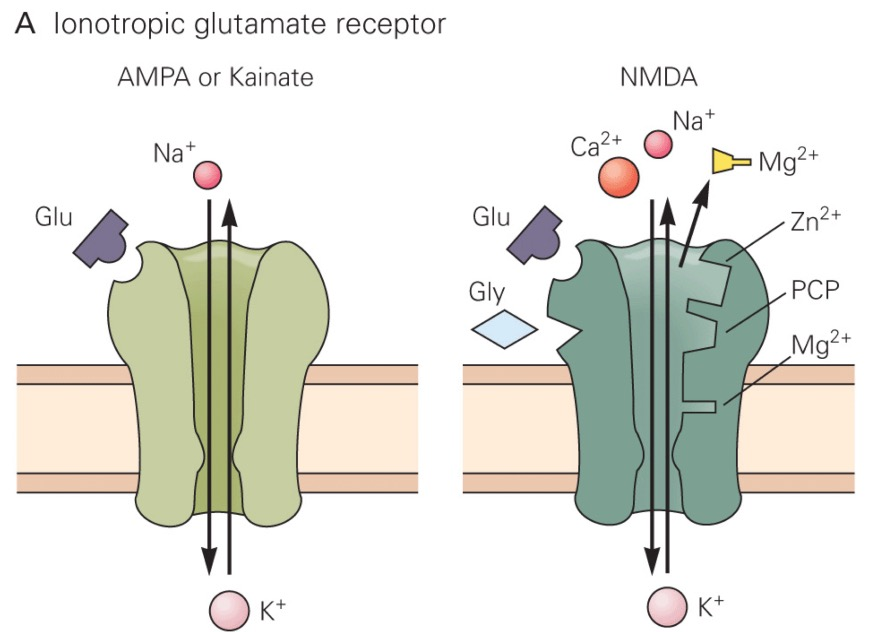 A Ionotropic glutamate receptor
AMPA or Kainate
Na⁺
Glu
K⁺
NMDA
Na⁺
Ca²⁺
Mg²⁺
Glu
Zn²⁺
Gly
PCP
Mg²⁺
K⁺